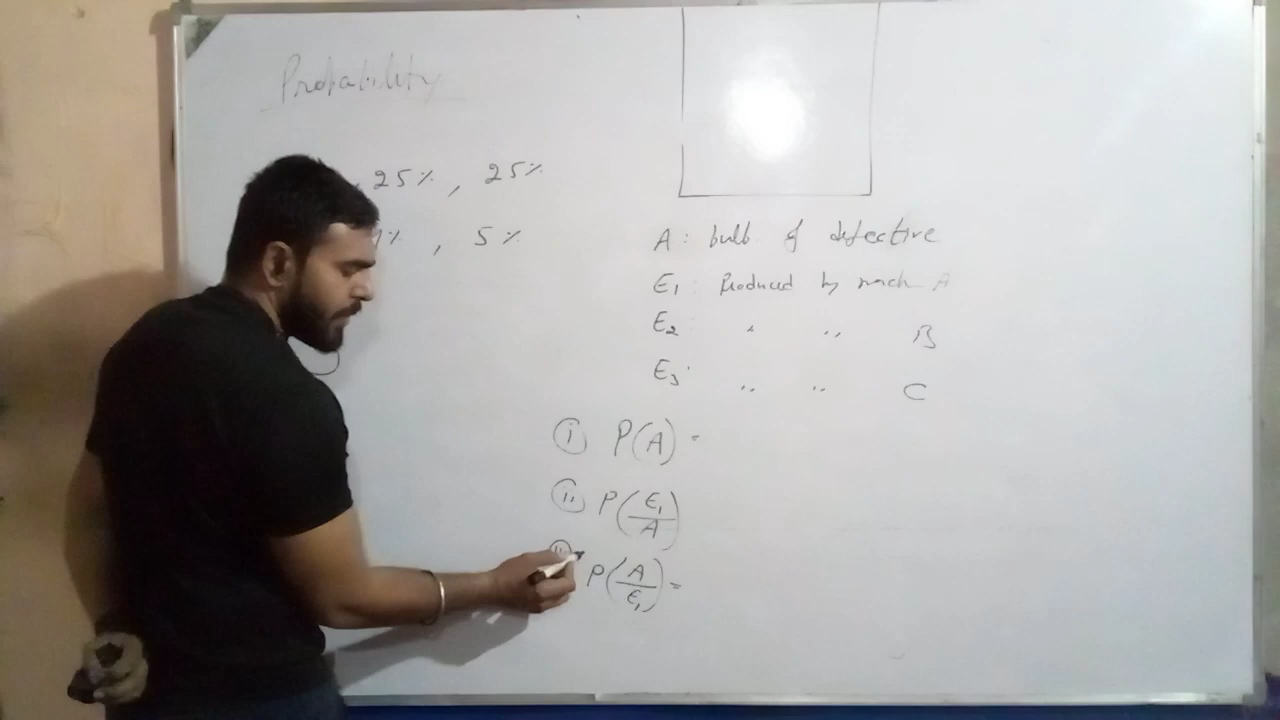 Probability
, 25% , 25%
% , 5%
A : bulb of defective
E1 : Produced by mach A
E2 " " B
E3 " " C
(i) P(A) =
(ii) P(E1/A)
P(A/E1) =